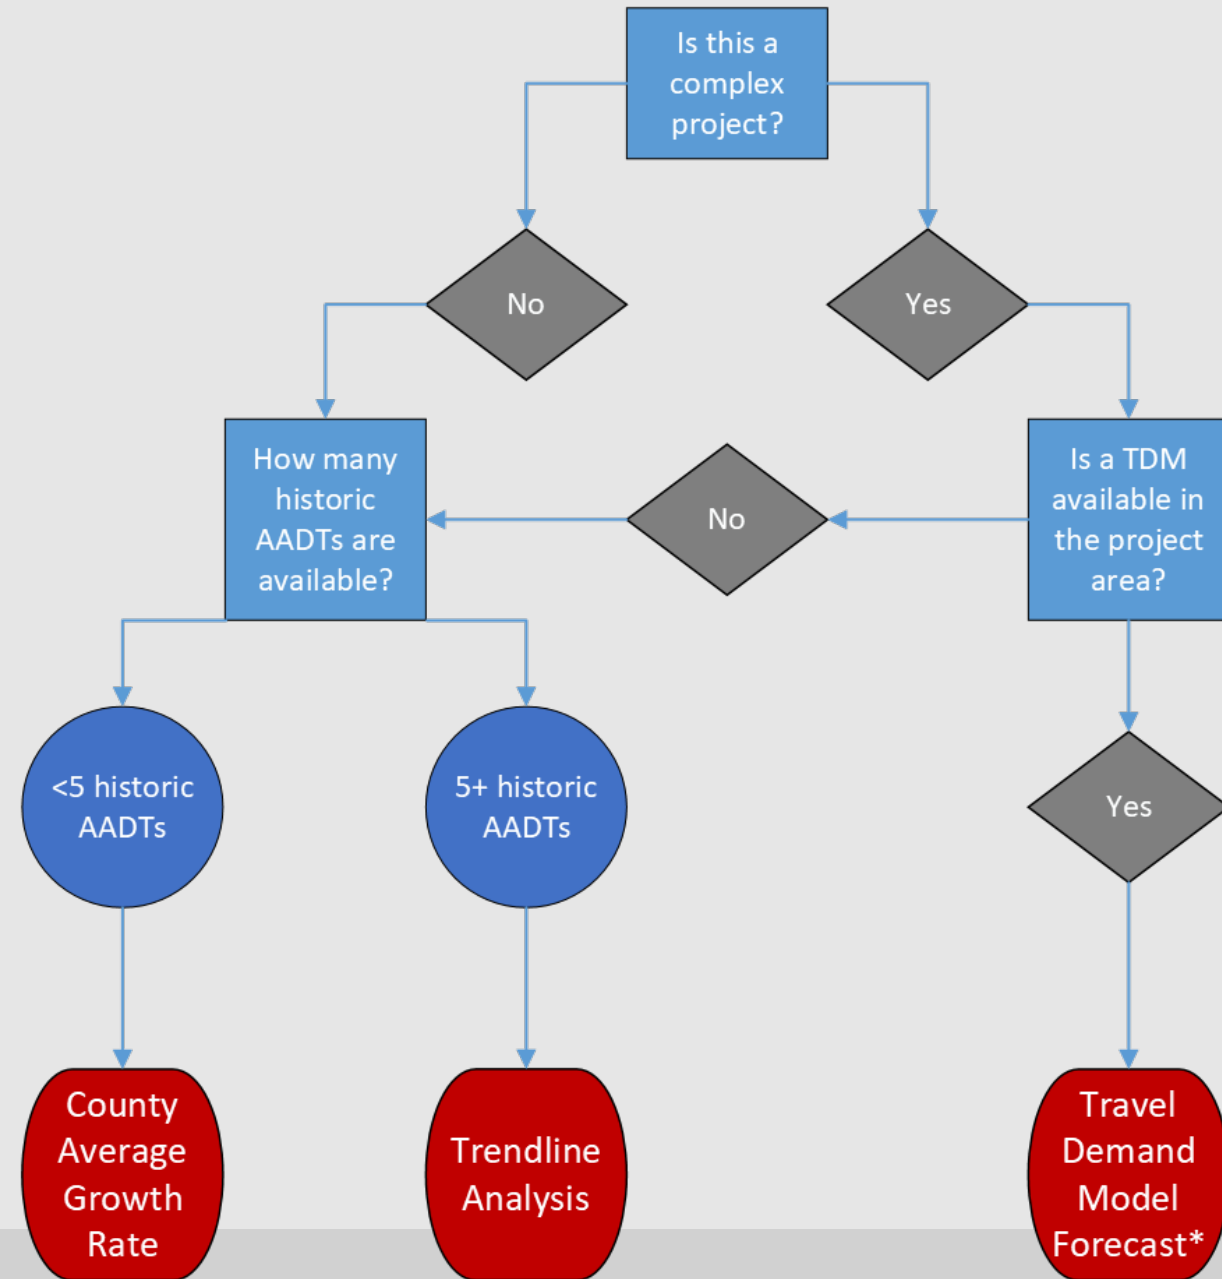 Is this a
complex
project?
No
Yes
How many
historic
AADTs are
available?
No
Is a TDM
available in
the project
area?
<5 historic
AADTs
5+ historic
AADTs
Yes
County
Average
Growth
Rate
Trendline
Analysis
Travel
Demand
Model
Forecast*